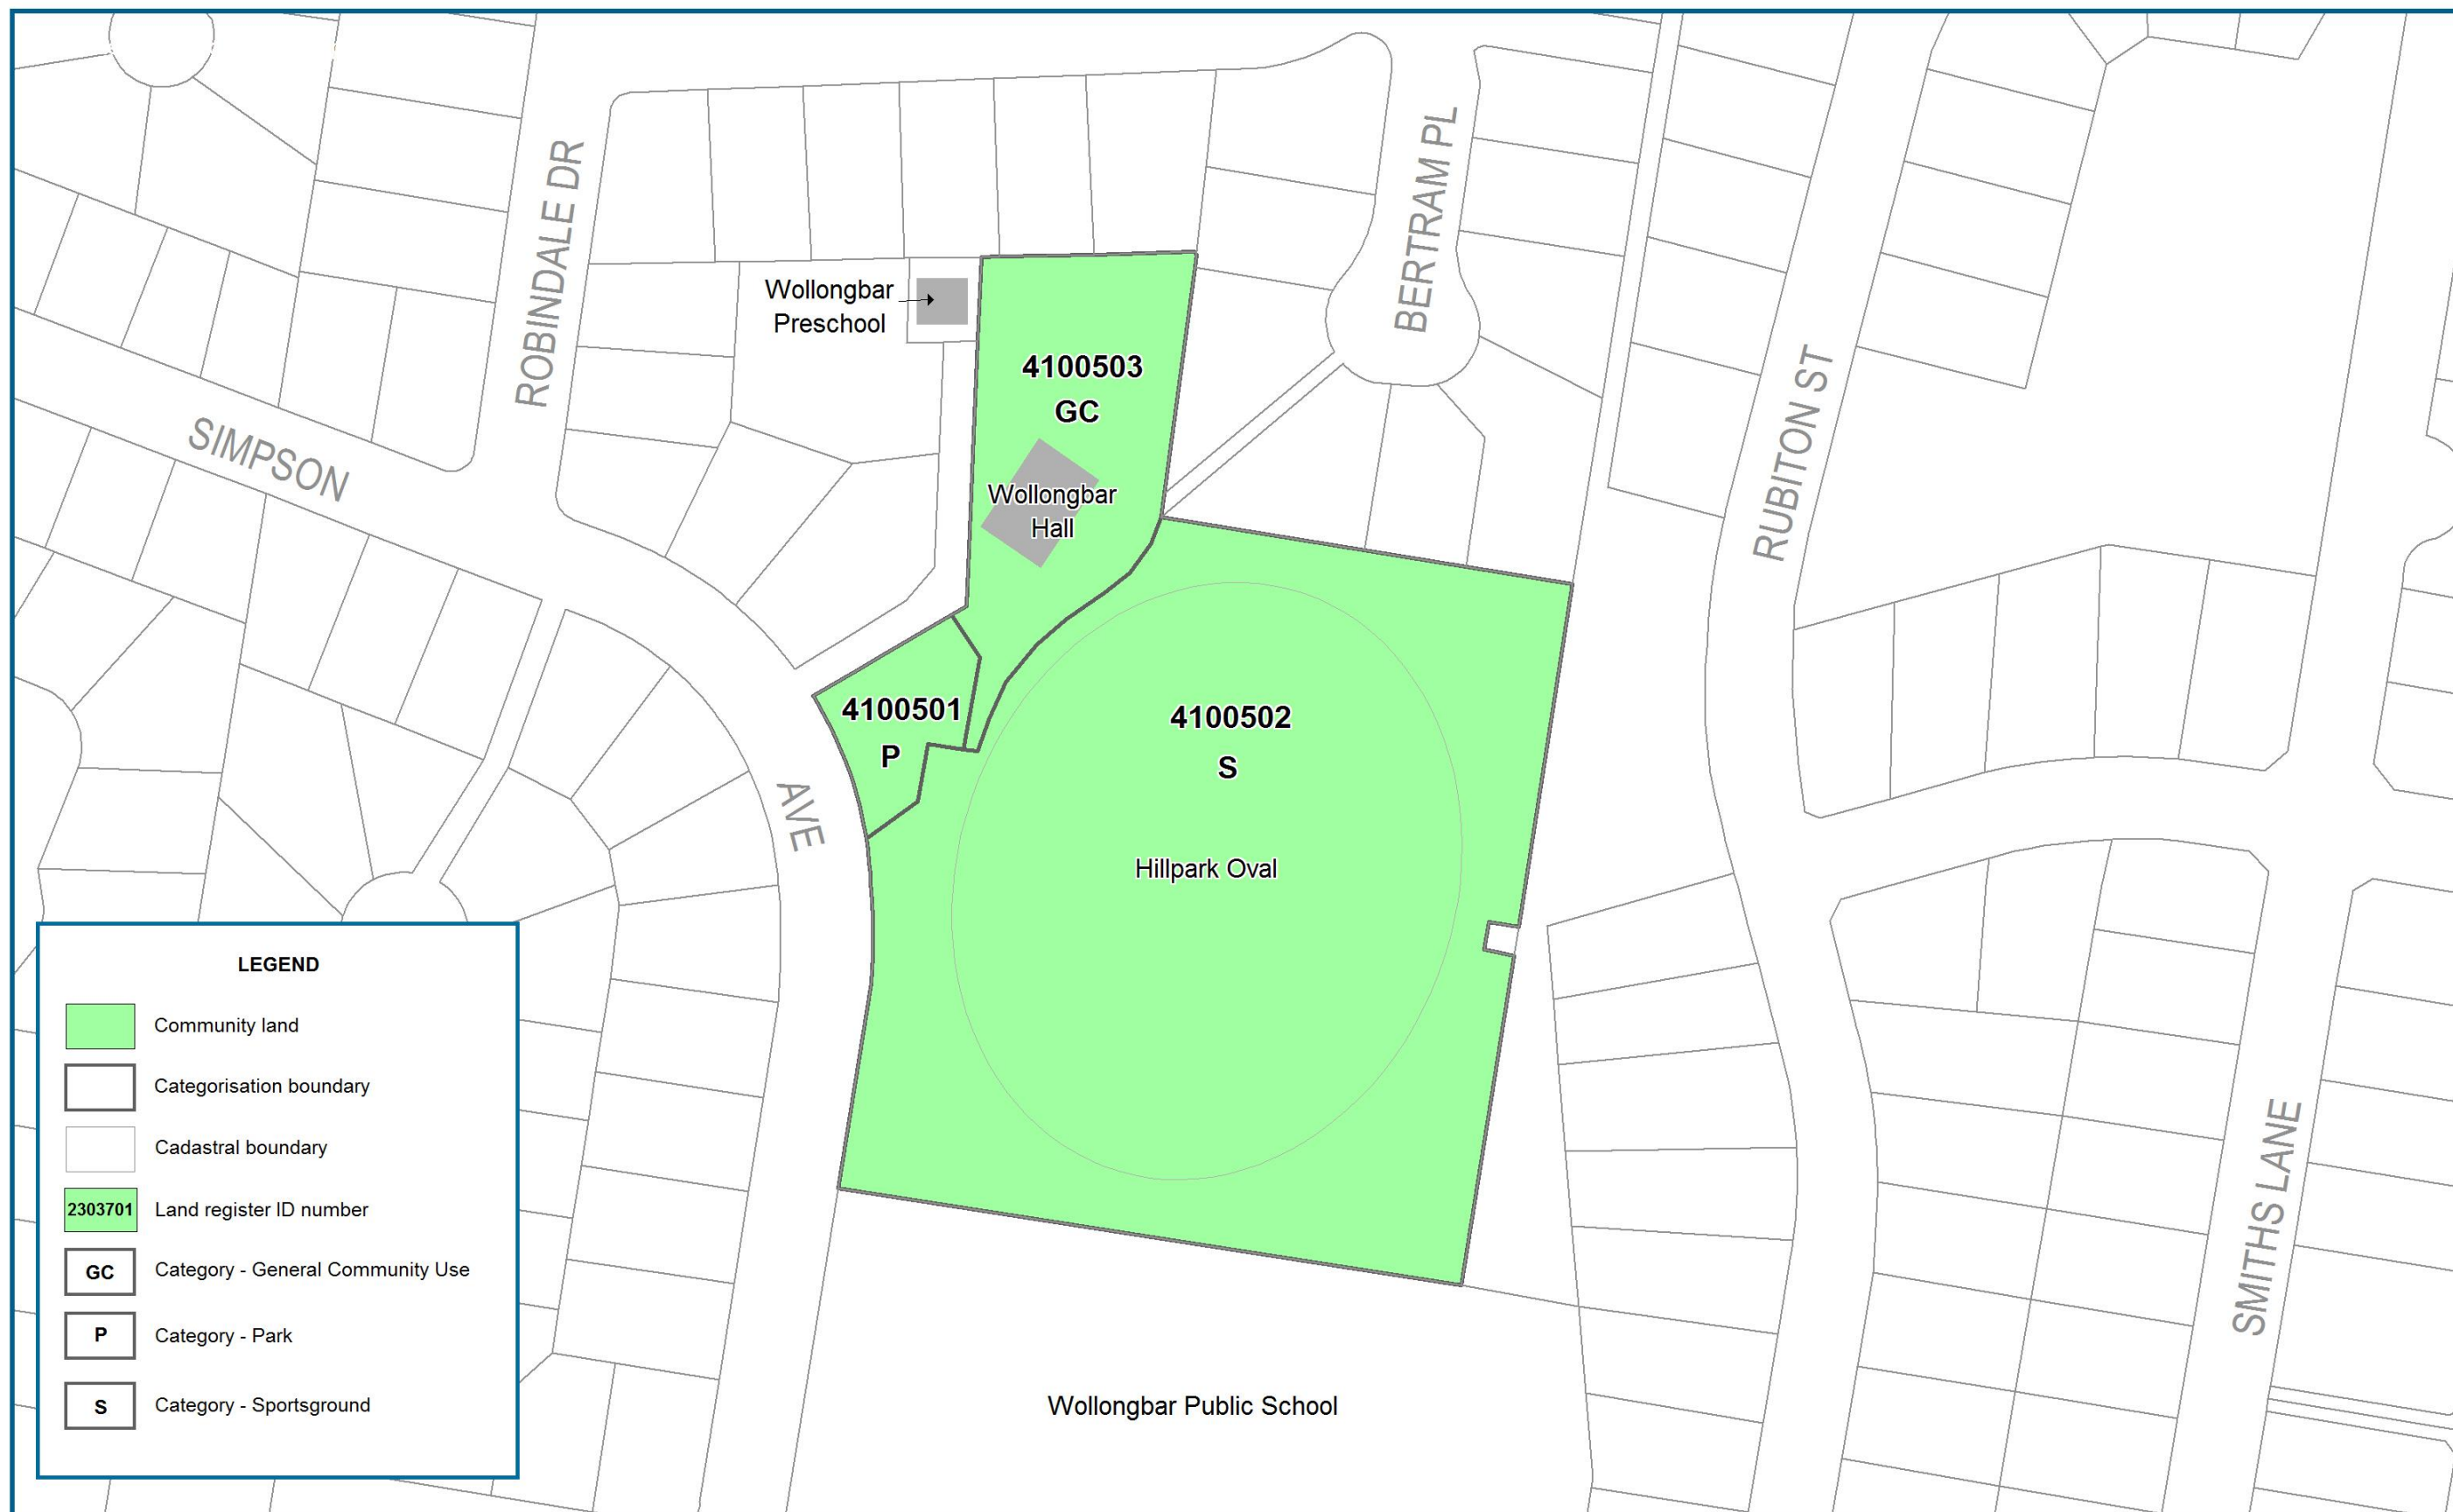 ROBINDALE DR
BERTRAM PL
Wollongbar
Preschool
4100503
GC
RUBITON ST
SIMPSON
Wollongbar
Hall
4100501
P
4100502
S
AVE
Hillpark Oval
LEGEND
Community land
Categorisation boundary
Cadastral boundary
2303701 Land register ID number
GC Category - General Community Use
P Category - Park
S Category - Sportsground
SMITHS LANE
Wollongbar Public School